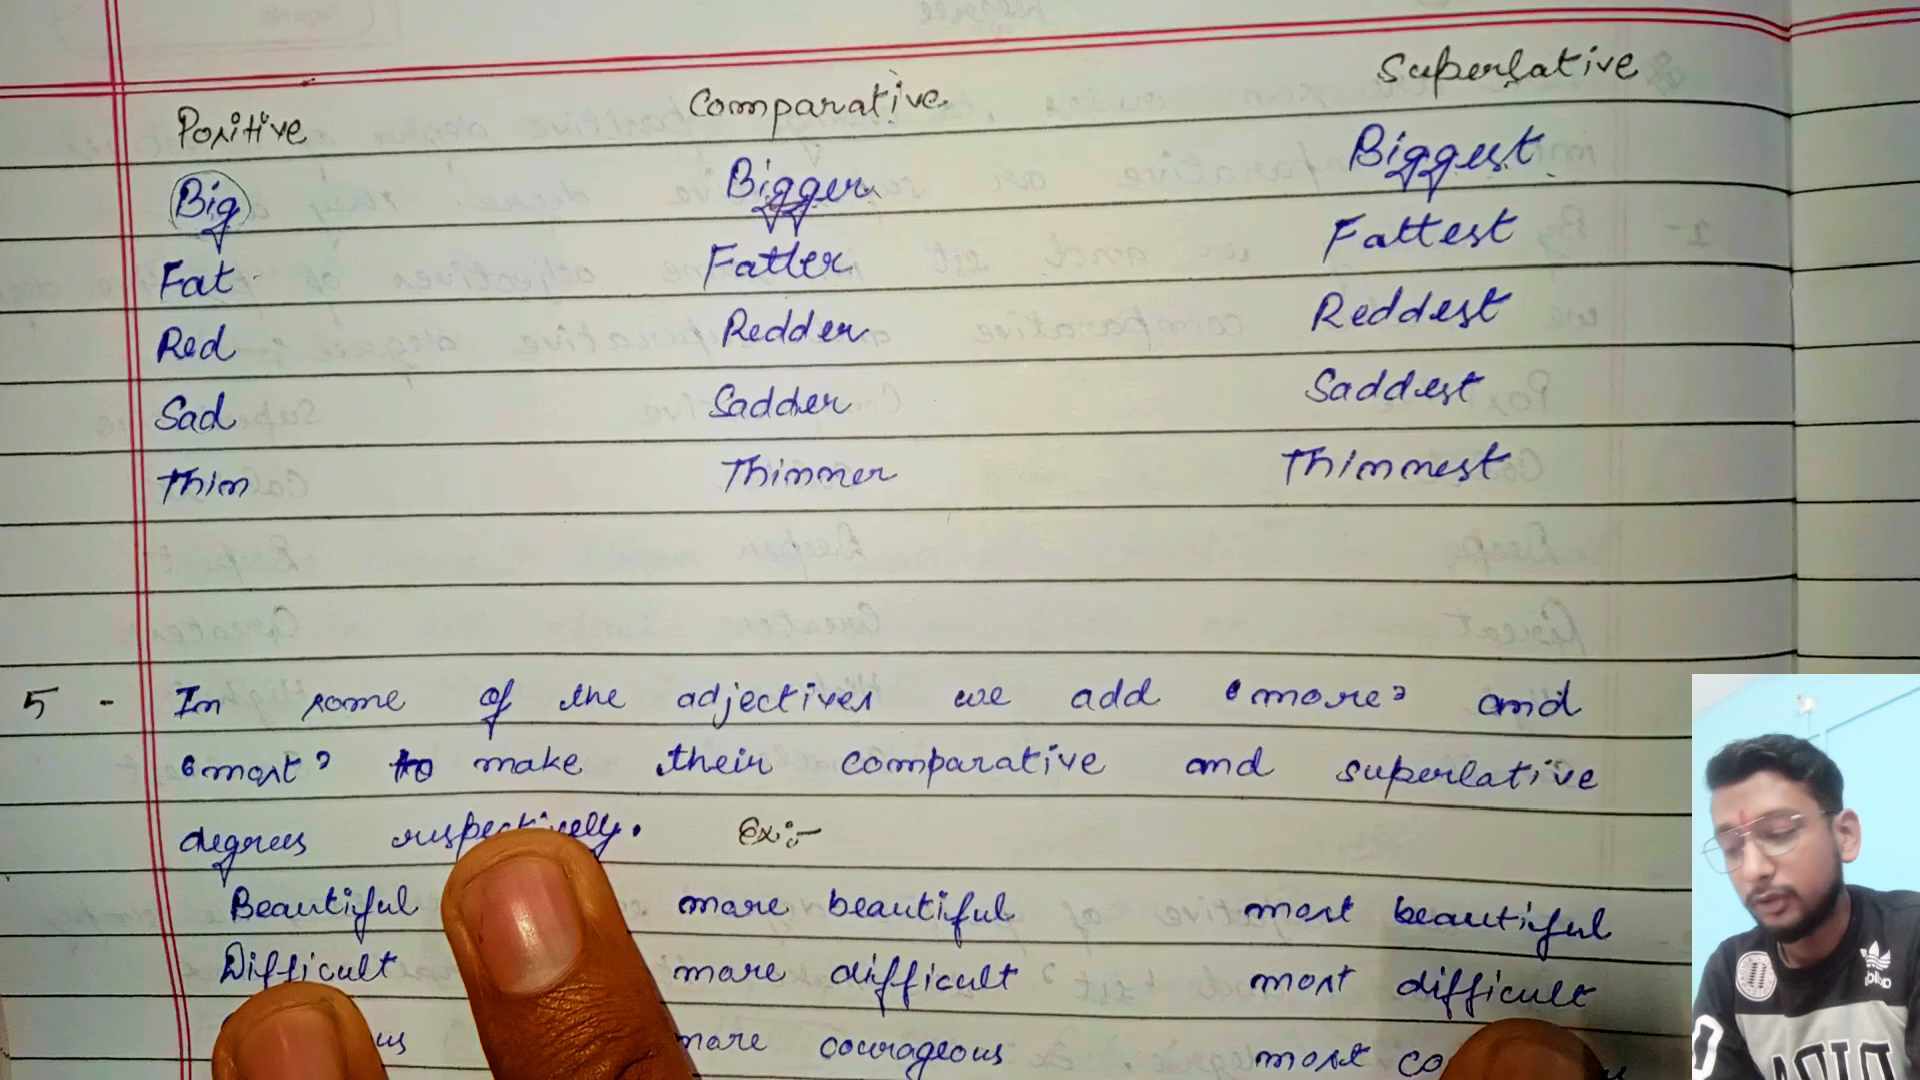 Positive Comparative Superlative
Big Bigger Biggest
Fat Fatter Fattest
Red Redder Reddest
Sad Sadder Saddest
Thin Thinner Thinnest
5 - In some of the adjectives we add "more" and
"most" to make their comparative and superlative
degrees respectively. Ex:-
Beautiful more beautiful most beautiful
Difficult more difficult most difficult
more courageous most